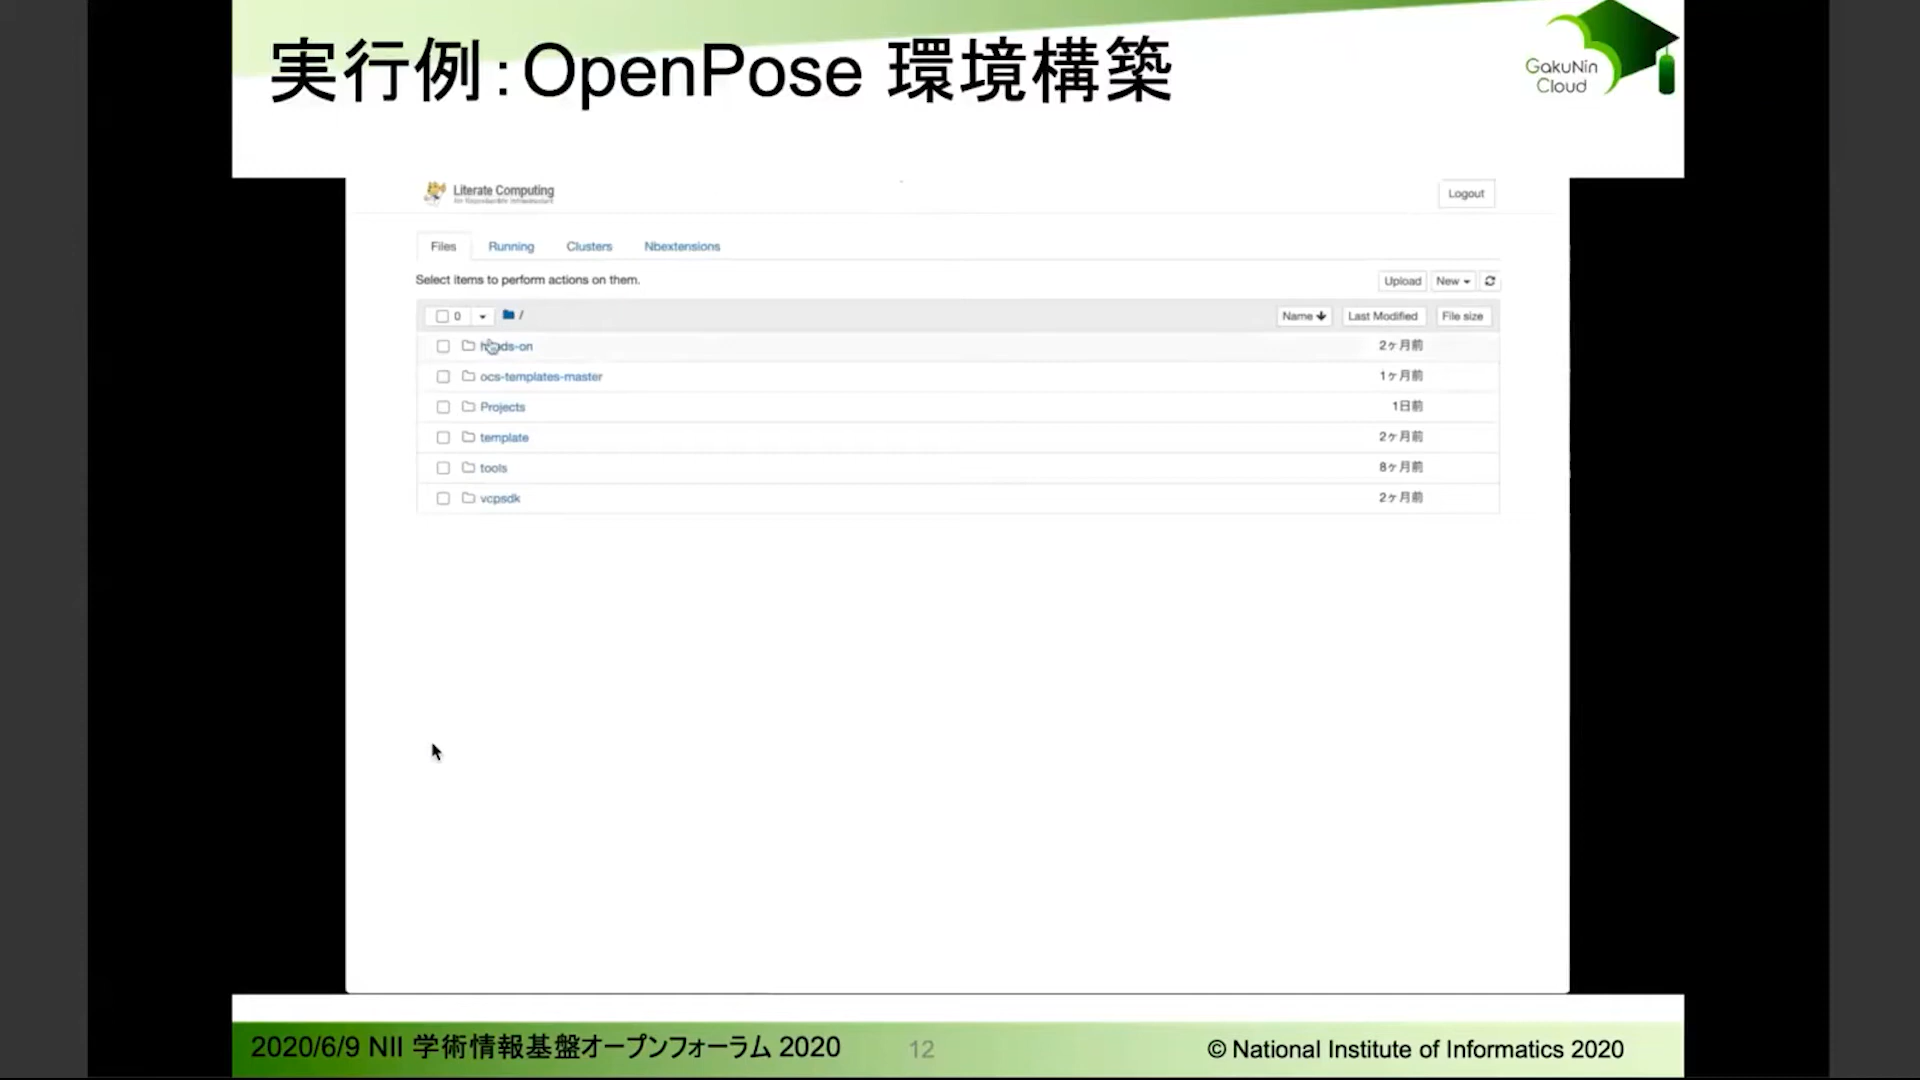 実行例：OpenPose 環境構築
GakuNin
Cloud
Literate Computing
Logout
Files Running Clusters Nbextensions
Select items to perform actions on them.
Upload New
0 / Name Last Modified File size
hands-on 2ヶ月前
ocs-templates-master 1ヶ月前
Projects 1日前
template 2ヶ月前
tools 8ヶ月前
vcpsdk 2ヶ月前
2020/6/9 NII 学術情報基盤オープンフォーラム 2020
12
© National Institute of Informatics 2020